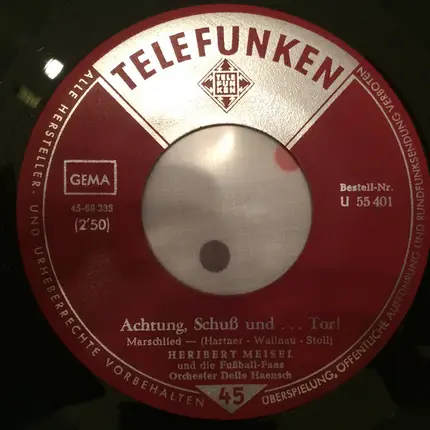 TELEFUNKEN
TELE
FUN
KEN
GEMA
45-68 333
(2'50)
Bestell-Nr.
U 55 401
Achtung, Schuß und . . . Tor!
Marschlied — (Hartner - Wallnau - Stoll)
HERIBERT MEISEL
und die Fußball-Fans
Orchester Delle Haensch
45
ALLE HERSTELLER- UND URHEBERRECHTE VORBEHALTEN
ÜBERSPIELUNG, ÖFFENTLICHE AUFFÜHRUNG UND RUNDFUNKSENDUNG VERBOTEN